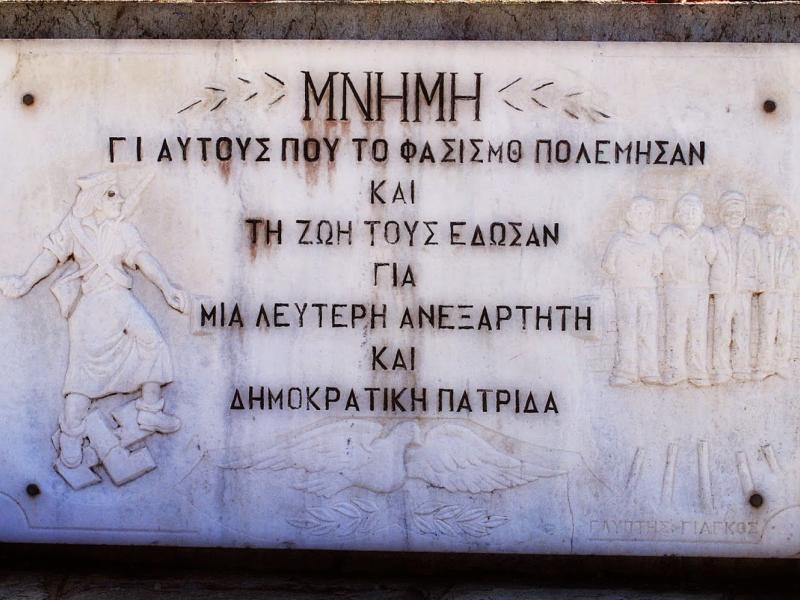 ΜΝΗΜΗ
ΓΙ ΑΥΤΟΥΣ ΠΟΥ ΤΟ ΦΑΣΙΣΜΟ ΠΟΛΕΜΗΣΑΝ
ΚΑΙ
ΤΗ ΖΩΗ ΤΟΥΣ ΕΔΩΣΑΝ
ΓΙΑ
ΜΙΑ ΛΕΥΤΕΡΗ ΑΝΕΞΑΡΤΗΤΗ
ΚΑΙ
ΔΗΜΟΚΡΑΤΙΚΗ ΠΑΤΡΙΔΑ
ΓΛΥΠΤΗΣ·ΓΙΑΓΚΟΣ